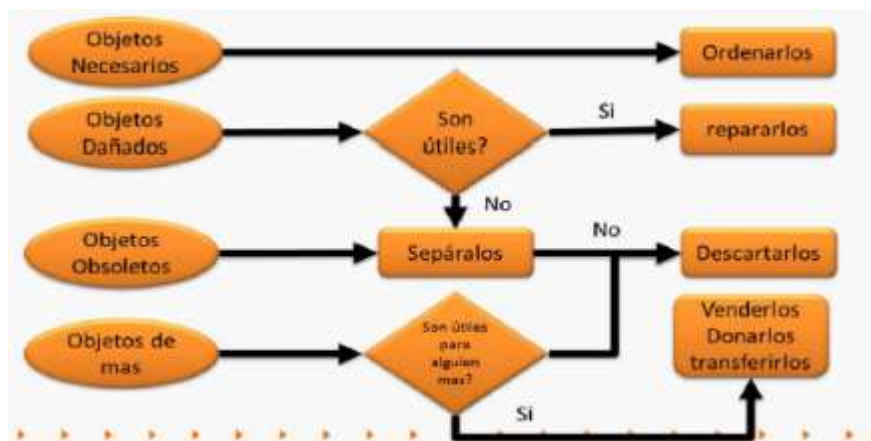 Objetos
Necesarios
Ordenarlos
Objetos
Dañados
Son
útiles?
Si
repararlos
No
Objetos
Obsoletos
Sepáralos
No
Descartarlos
Objetos de
mas
Son útiles
para
alguien
mas?
Venderlos
Donarlos
transferirlos
Si